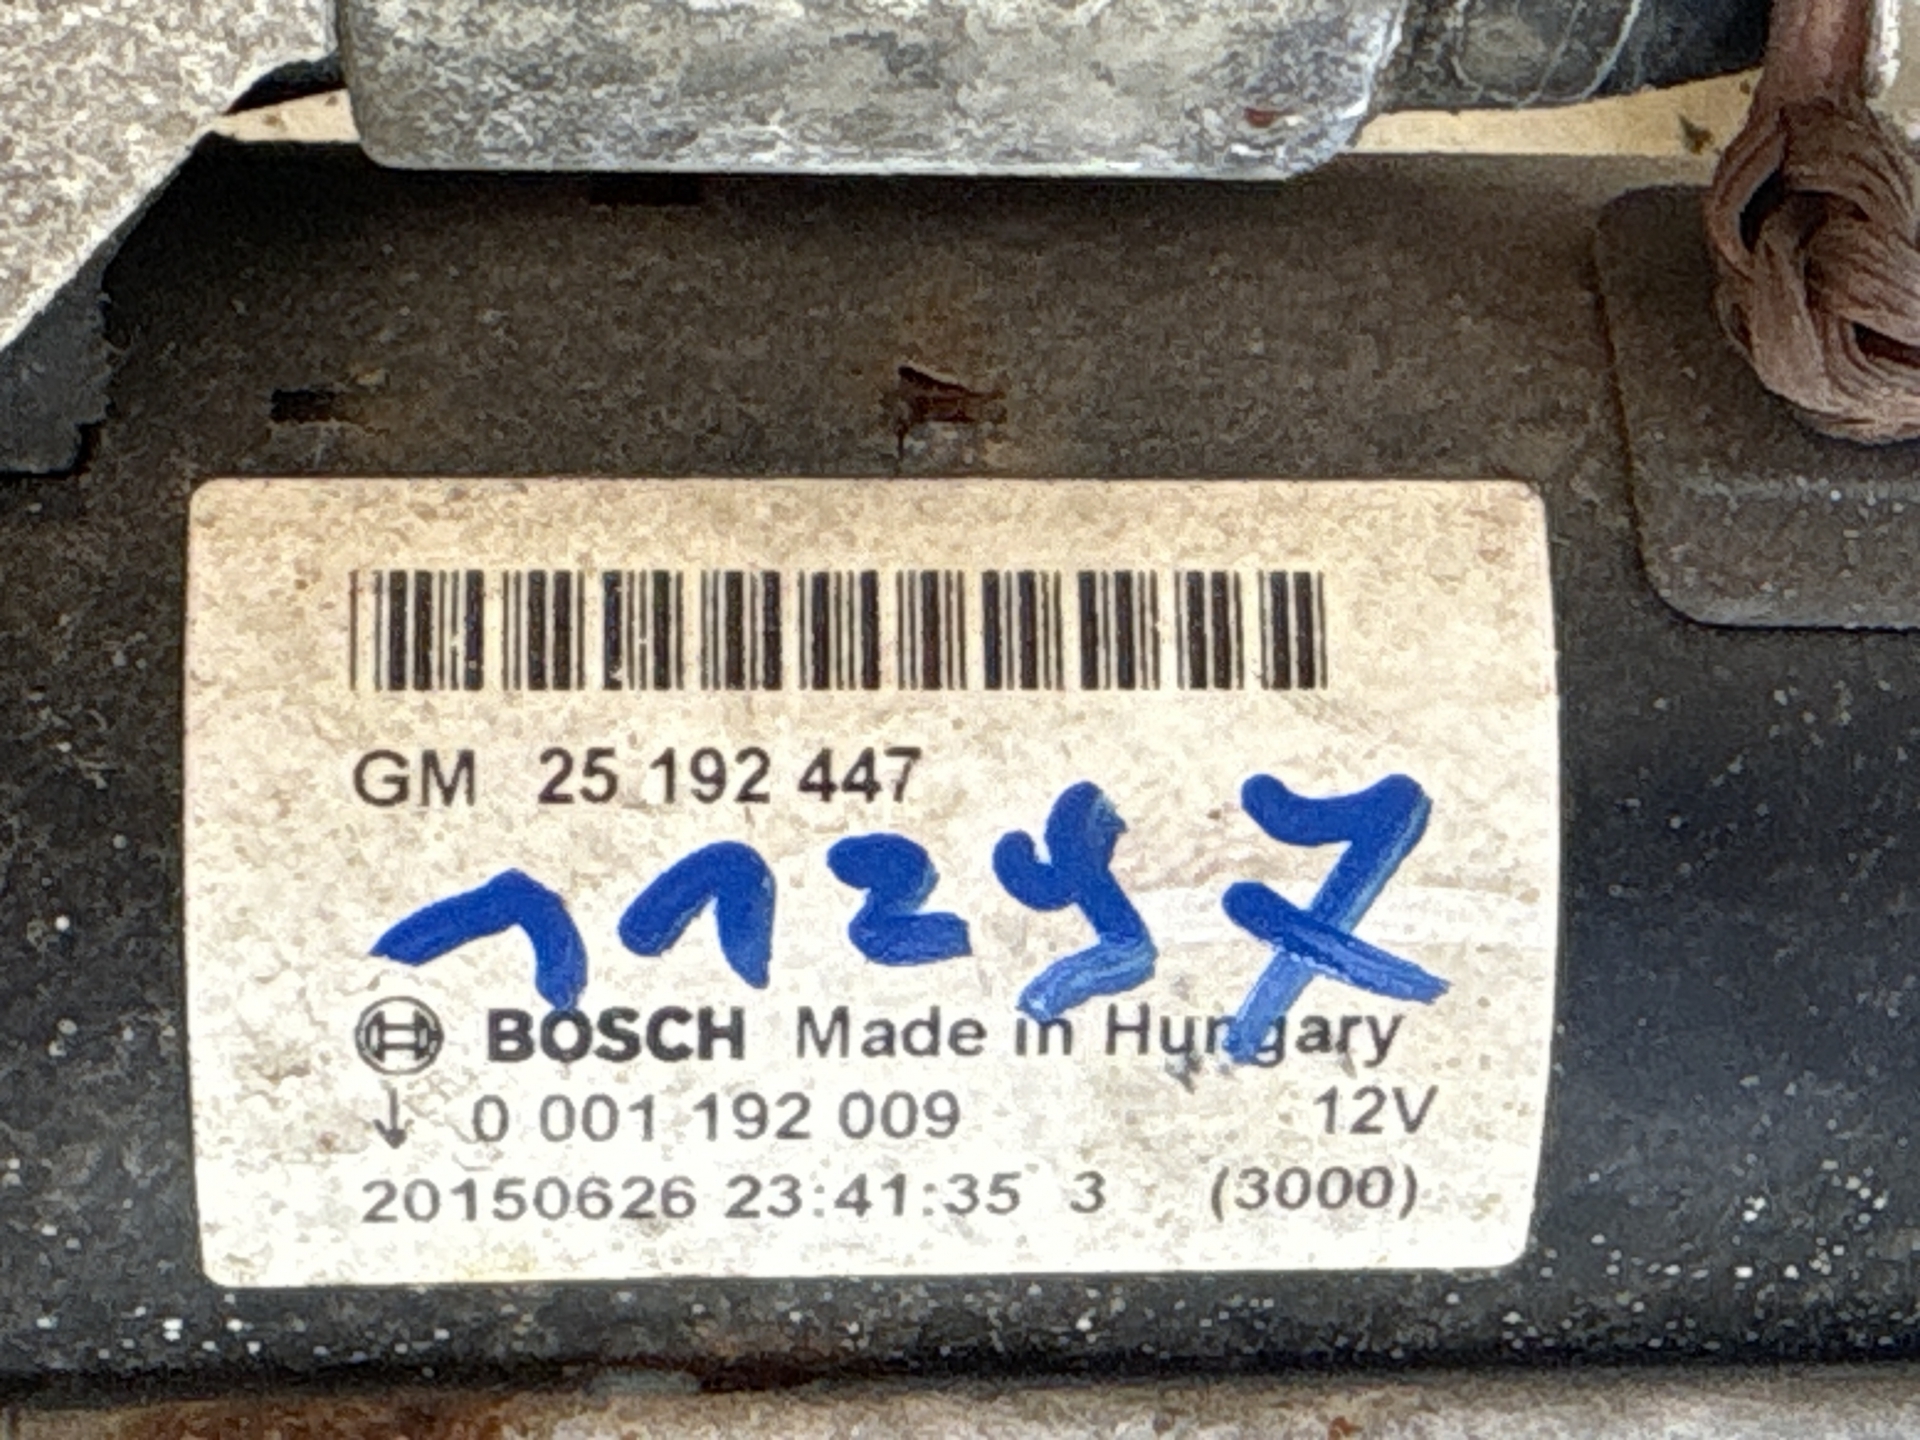 GM 25 192 447
11297
BOSCH Made in Hungary
↓ 0 001 192 009 12V
20150626 23:41:35 3 (3000)